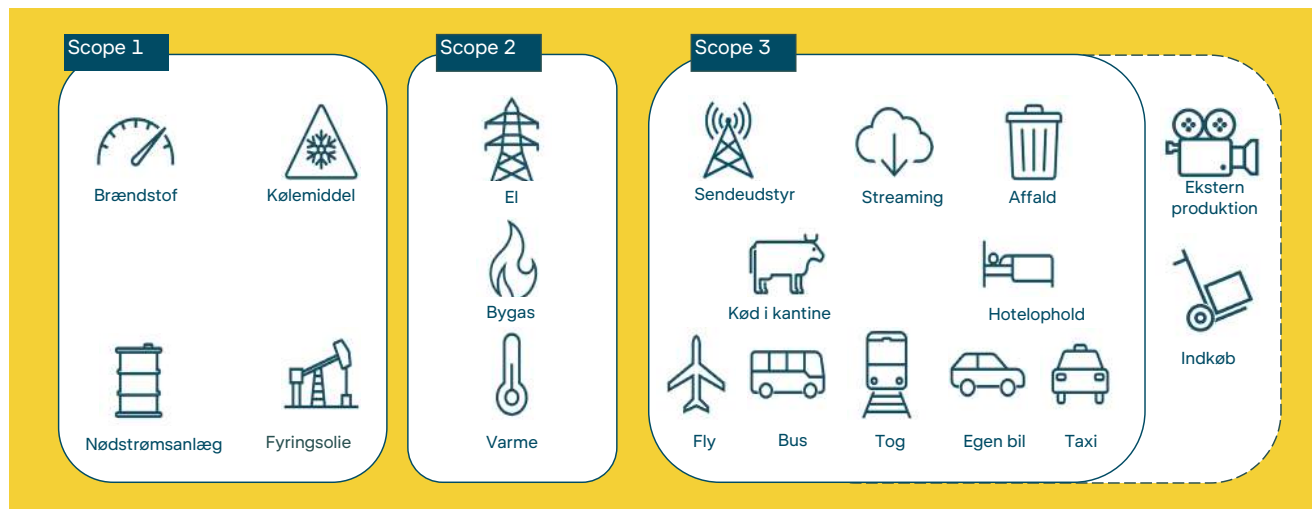 Scope 1
Brændstof
Kølemiddel
Nødstrømsanlæg
Fyringsolie
Scope 2
El
Bygas
Varme
Scope 3
Sendeudstyr
Streaming
Affald
Kød i kantine
Hotelophold
Fly
Bus
Tog
Egen bil
Taxi
Ekstern
produktion
Indkøb